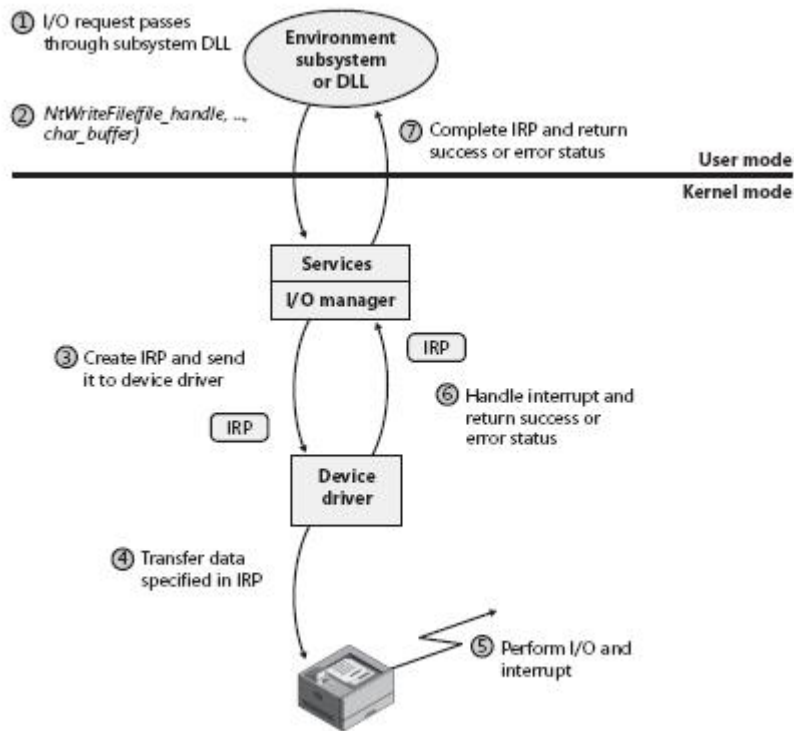 ① I/O request passes
through subsystem DLL
Environment
subsystem
or DLL
② NtWriteFile(file_handle, ...,
char_buffer)
⑦ Complete IRP and return
success or error status
User mode
Kernel mode
Services
I/O manager
③ Create IRP and send
it to device driver
IRP
IRP
⑥ Handle interrupt and
return success or
error status
Device
driver
④ Transfer data
specified in IRP
⑤ Perform I/O and
interrupt